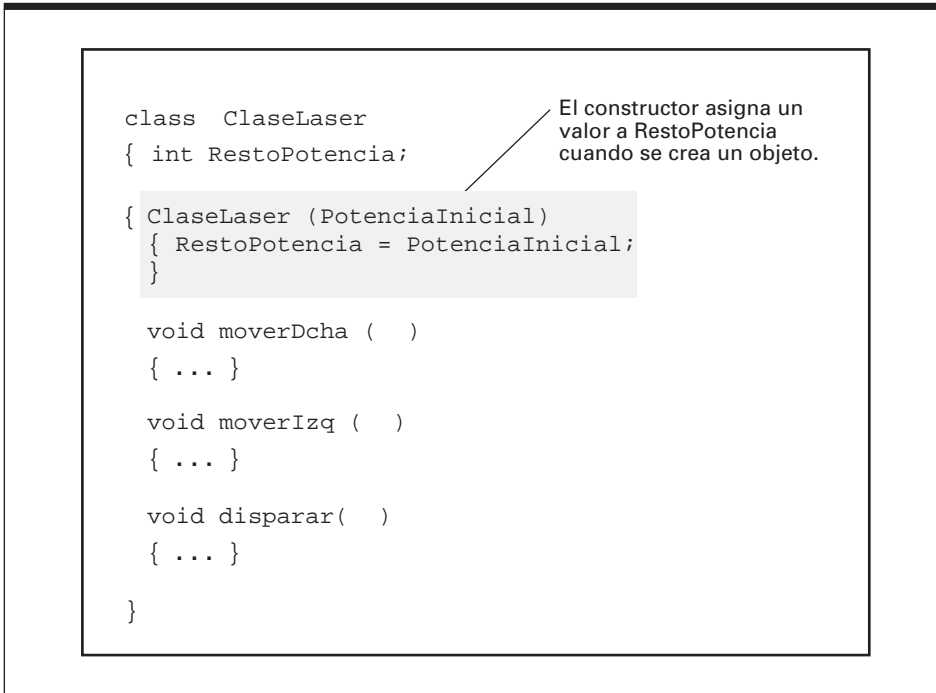 class ClaseLaser
{ int RestoPotencia;
El constructor asigna un
valor a RestoPotencia
cuando se crea un objeto.
{ ClaseLaser (PotenciaInicial)
{ RestoPotencia = PotenciaInicial;
}
void moverDcha ( )
{ ... }
void moverIzq ( )
{ ... }
void disparar( )
{ ... }
}